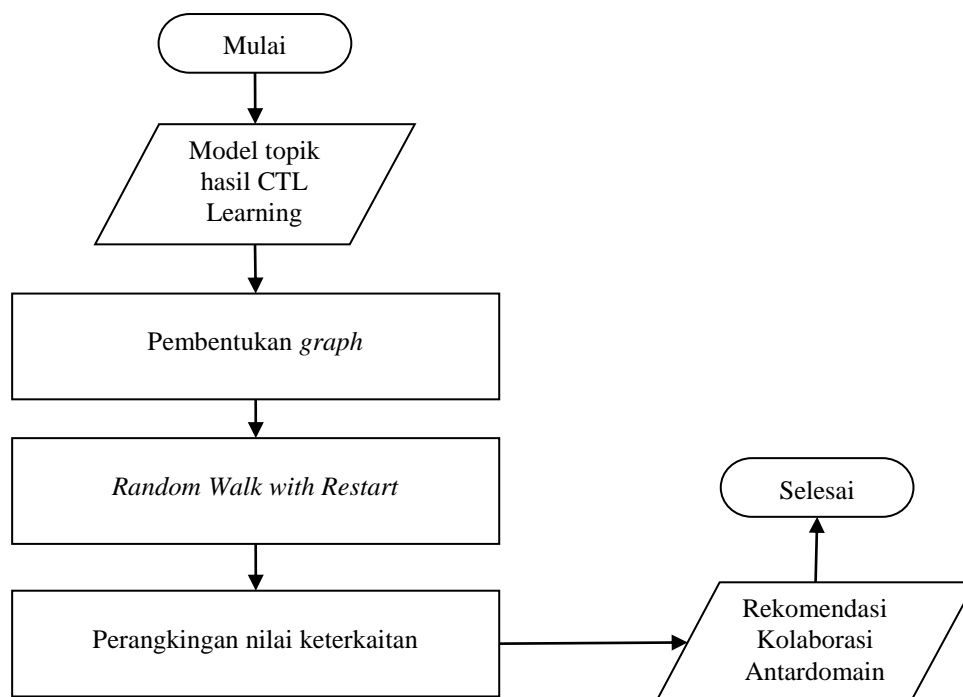 Mulai
Model topik
hasil CTL
Learning
Pembentukan graph
Random Walk with Restart
Perangkingan nilai keterkaitan
Rekomendasi
Kolaborasi
Antardomain
Selesai